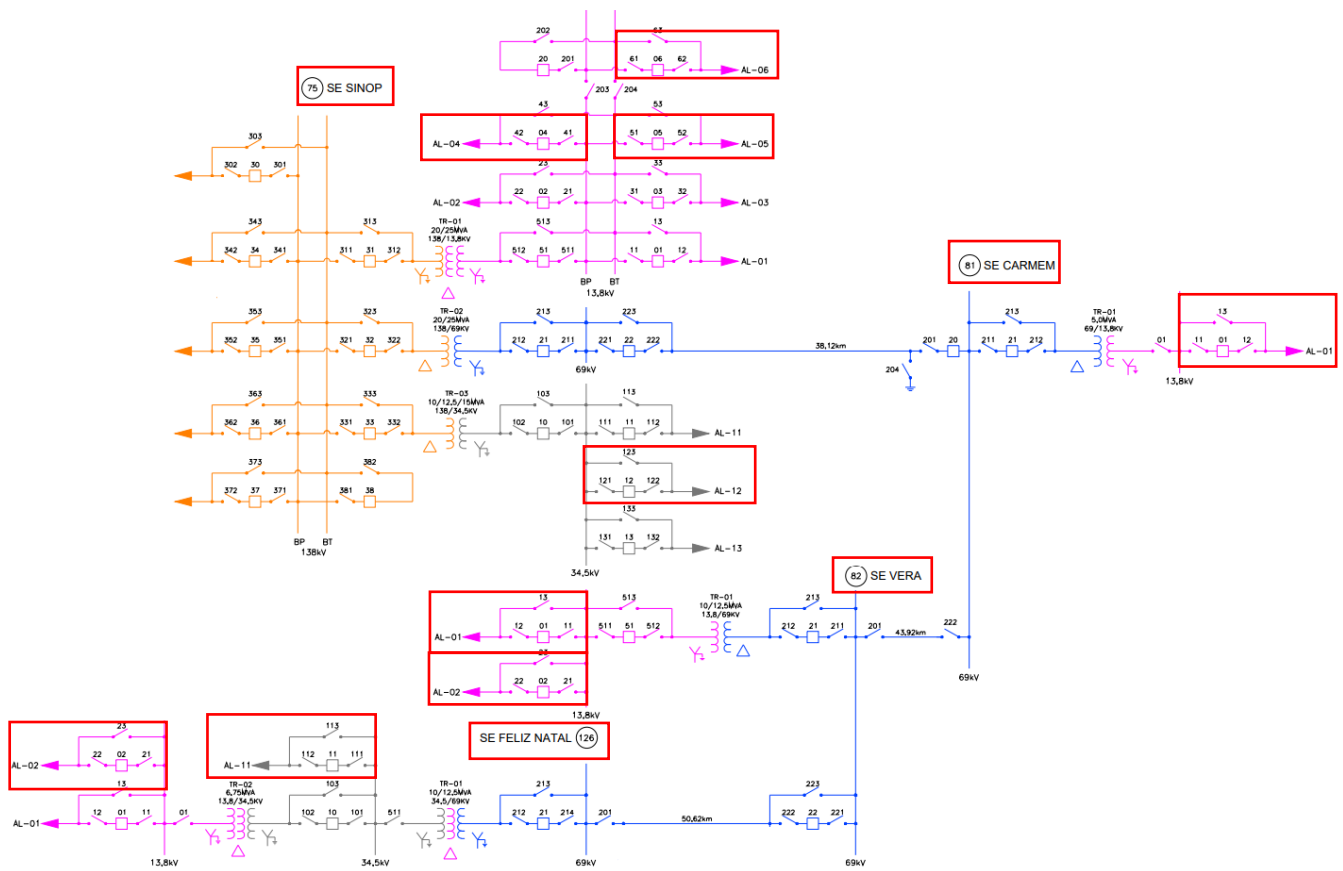 202
20 201
63
61 06 62 AL-06
75 SE SINOP
203 204
43
AL-04 42 04 41
53
51 05 52 AL-05
303
302 30 301
23
AL-02 22 02 21
33
31 03 32 AL-03
343
342 34 341
313
311 31 312
TR-01
20/25MVA
138/13,8KV
513
512 51 511
13
11 01 12 AL-01
BP BT
13,8kV
81 SE CARMEM
353
352 35 351
323
321 32 322
TR-02
20/25MVA
138/69KV
213
212 21 211
223
221 22 222
69kV
38,12km
204
201 20
213
211 21 212
TR-01
5,0MVA
69/13,8KV
01
13
11 01 12 AL-01
13,8kV
363
362 36 361
333
331 33 332
TR-03
10/12,5/15MVA
138/34,5KV
103
102 10 101
113
111 11 112 AL-11
373
372 37 371
382
381 38
123
121 12 122 AL-12
133
131 13 132 AL-13
BP BT
138kV
34,5kV
82 SE VERA
13
AL-01 12 01 11
513
511 51 512
TR-01
10/12,5MVA
13,8/69KV
213
212 21 211
201
43,92km
222
69kV
23
AL-02 22 02 21
13,8kV
SE FELIZ NATAL 126
23
AL-02 22 02 21
113
AL-11 112 11 111
13
AL-01 12 01 11
01
TR-02
6,75MVA
13,8/34,5KV
103
102 10 101
511
TR-01
10/12,5MVA
34,5/69KV
213
212 21 214
201
50,62km
223
222 22 221
13,8kV
34,5kV
69kV
69kV